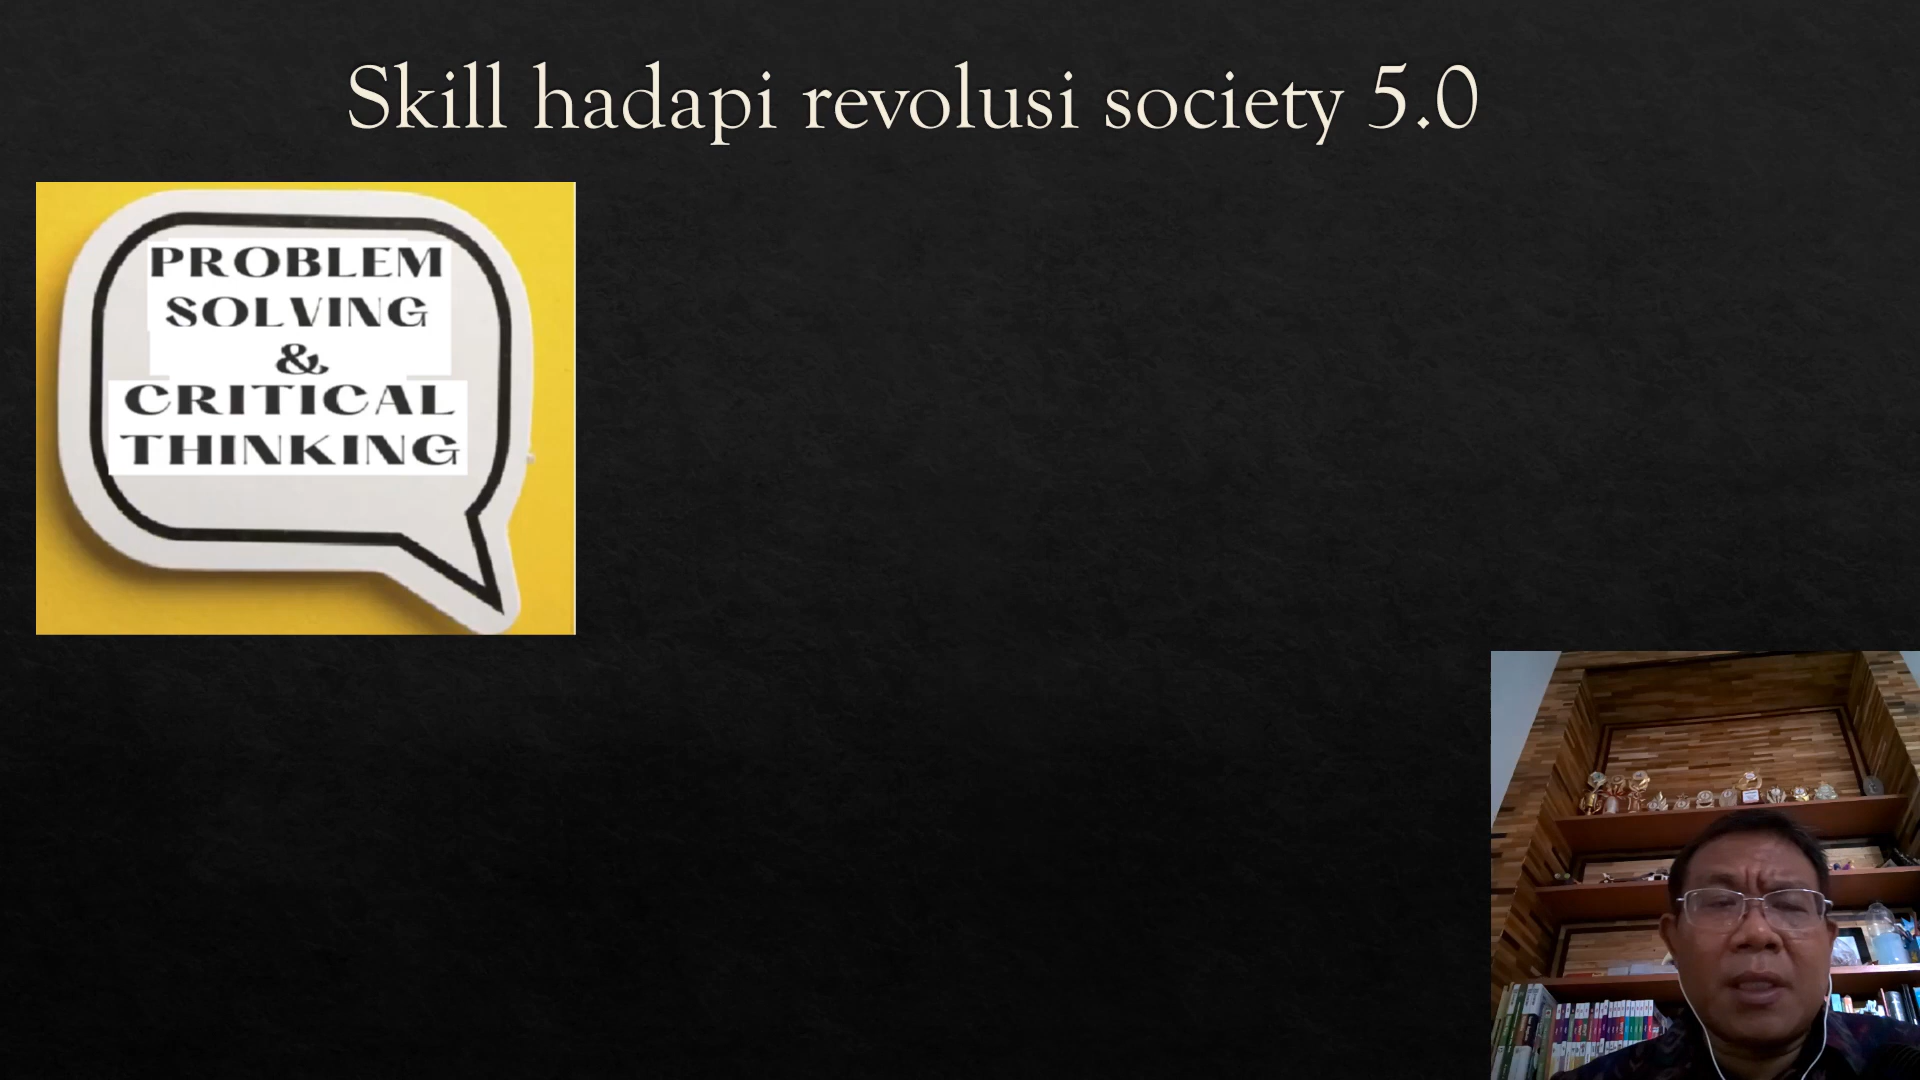 Skill hadapi revolusi society 5.0
PROBLEM
SOLVING
&
CRITICAL
THINKING